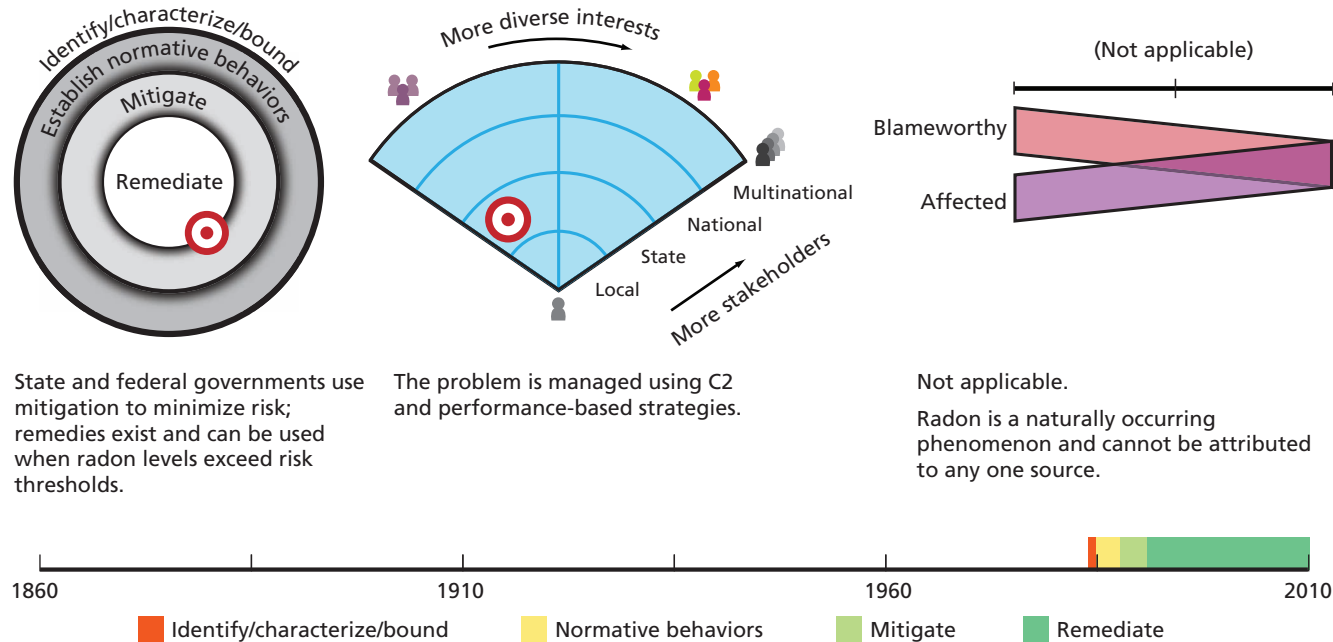 Identify/characterize/bound
Establish normative behaviors
Mitigate
Remediate
More diverse interests
Multinational
National
State
Local
More stakeholders
(Not applicable)
Blameworthy
Affected
State and federal governments use
mitigation to minimize risk;
remedies exist and can be used
when radon levels exceed risk
thresholds.
The problem is managed using C2
and performance-based strategies.
Not applicable.
Radon is a naturally occurring
phenomenon and cannot be attributed
to any one source.
1860
1910
1960
2010
Identify/characterize/bound
Normative behaviors
Mitigate
Remediate